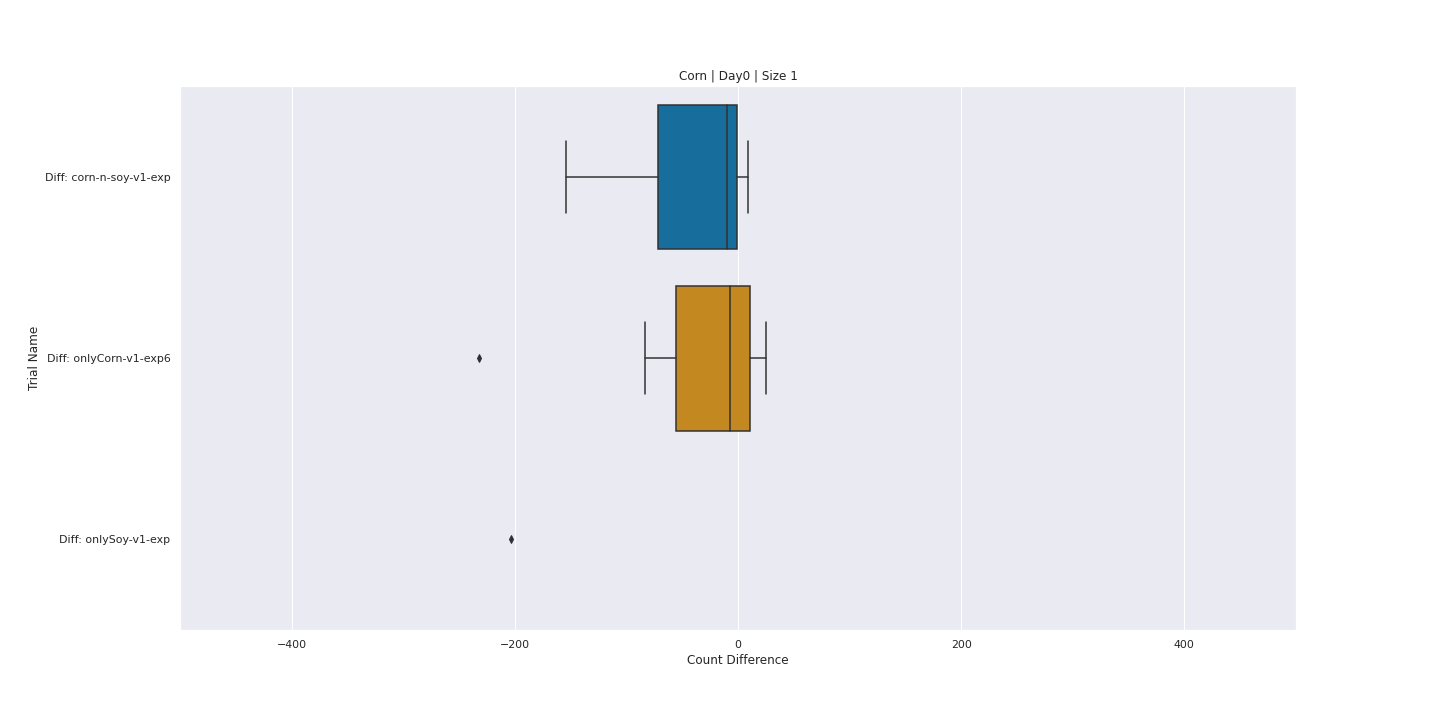 Corn | Day0 | Size 1
Diff: corn-n-soy-v1-exp
Diff: onlyCorn-v1-exp6
Diff: onlySoy-v1-exp
Trial Name
−400
−200
0
200
400
Count Difference